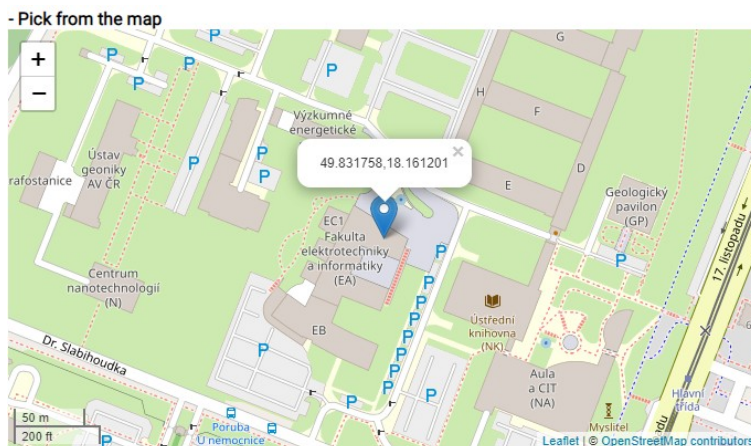 - Pick from the map
+
−
P
P
P
G
H
F
Výzkumné
energetické
E
D
49.831758,18.161201
×
Ústav
geoniky
AV ČR
P
P
rafostanice
Geologický
pavilon
(GP)
EC1
Fakulta
elektrotechniky
a informatiky
(EA)
P
P
17. listopadu
Centrum
nanotechnologií
(N)
P
P
Ústřední
knihovna
(NK)
EB
P
P
P
Dr. Slabihoudka
P
P
P
P
Aula
a CIT
(NA)
Hlavní
třída
Myslitel
P
P
50 m
200 ft
Poruba
U nemocnice
Leaflet | © OpenStreetMap contributors